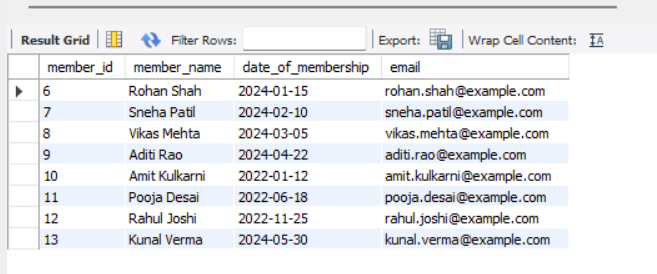 Result Grid Filter Rows: Export: Wrap Cell Content: IA
member_id member_name date_of_membership email
6 Rohan Shah 2024-01-15 rohan.shah@example.com
7 Sneha Patil 2024-02-10 sneha.patil@example.com
8 Vikas Mehta 2024-03-05 vikas.mehta@example.com
9 Aditi Rao 2024-04-22 aditi.rao@example.com
10 Amit Kulkarni 2022-01-12 amit.kulkarni@example.com
11 Pooja Desai 2022-06-18 pooja.desai@example.com
12 Rahul Joshi 2022-11-25 rahul.joshi@example.com
13 Kunal Verma 2024-05-30 kunal.verma@example.com